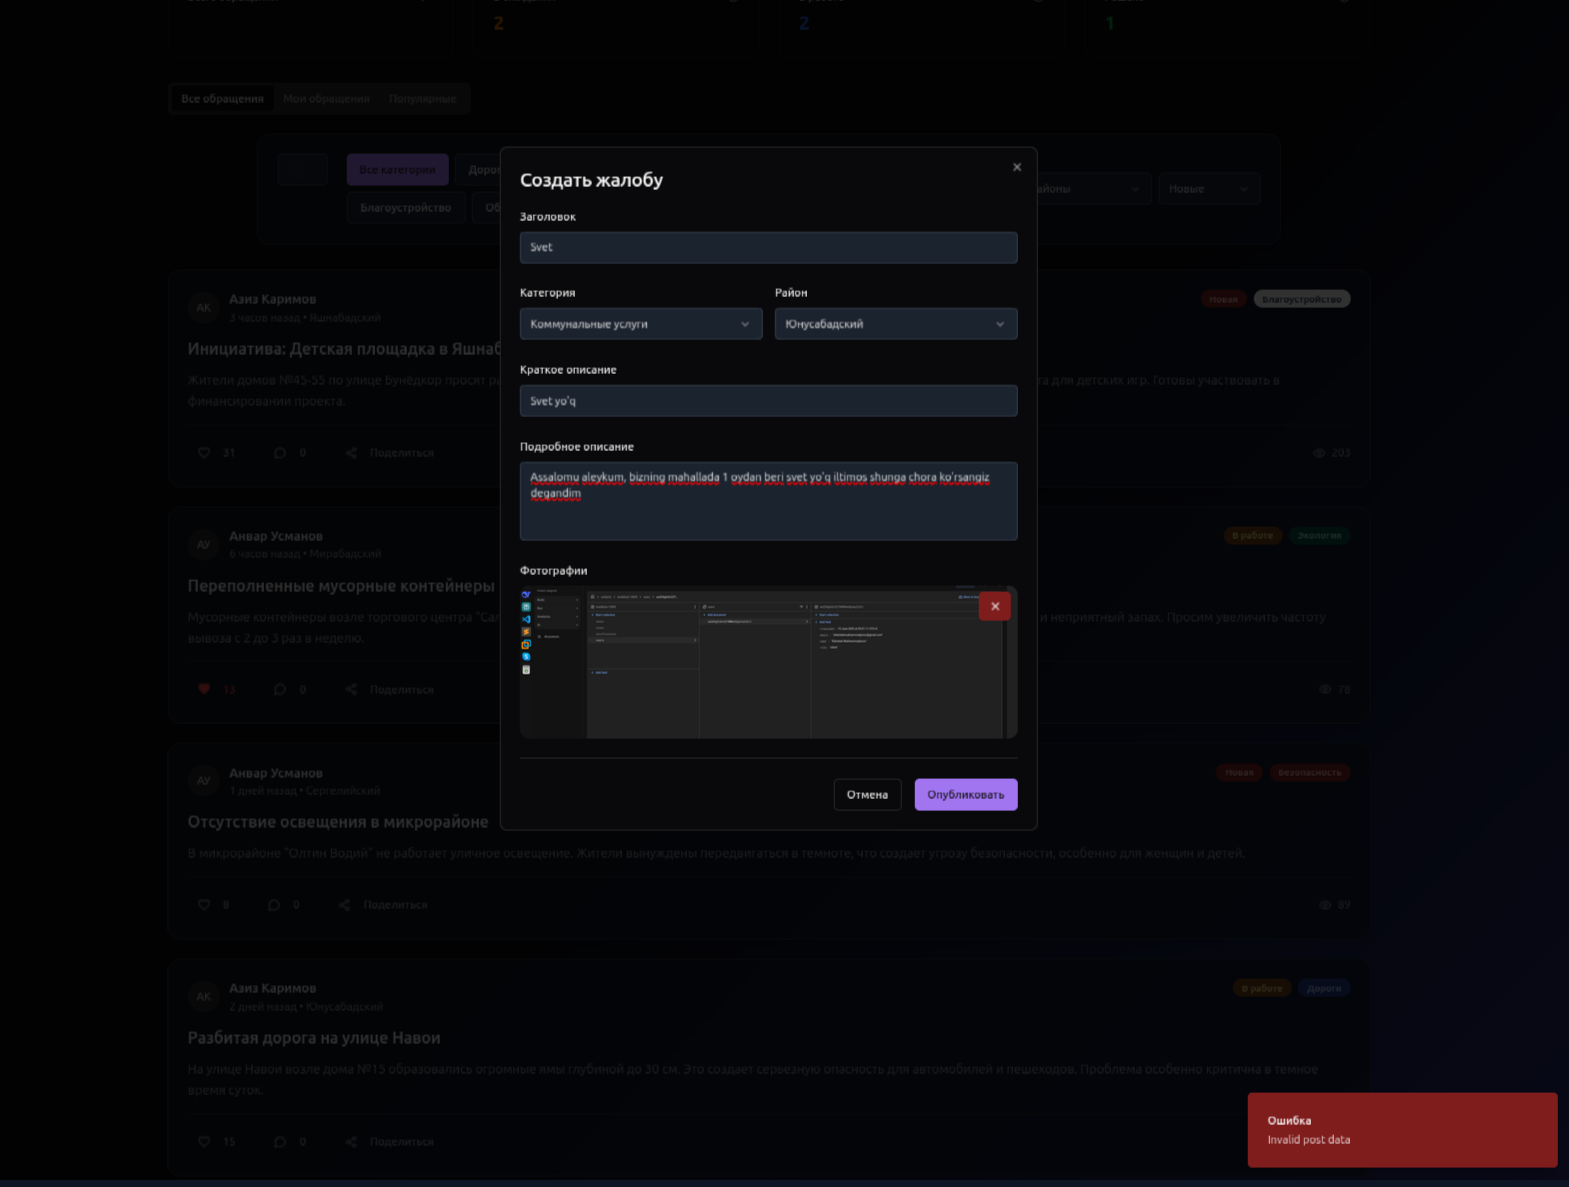 2
2
1
Все обращения
Мои обращения
Популярные
Создать жалобу
Все категории
Новые
Благоустройство
Заголовок
Svet
Категория
Район
Коммунальные услуги
Юнусабадский
Краткое описание
Svet yo'q
Подробное описание
Assalomu aleykum, bizning mahallada 1 oydan beri svet yo'q iltimos shunga chora ko'rsangiz
degandim
Фотографии
Отмена
Опубликовать
АК
Азиз Каримов
3 часов назад • Яшнабадский
Новая
Благоустройство
Инициатива: Детская площадка в
Жители домов №45-55 по улице Бунёдкор просят
та для детских игр. Готовы участвовать в
финансировании проекта.
31
0
Поделиться
203
АУ
Анвар Усманов
6 часов назад • Мирабадский
В работе
Экология
Переполненные мусорные контейнеры
Мусорные контейнеры возле торгового центра
и неприятный запах. Просим увеличить частоту
вывоза с 2 до 3 раз в неделю.
13
0
Поделиться
78
АУ
Анвар Усманов
1 дней назад • Сергелийский
Новая
Безопасность
Отсутствие освещения в микрорайоне
В микрорайоне "Олтин Водий" не работает уличное освещение. Жители вынуждены передвигаться в темноте, что создает угрозу безопасности, особенно для женщин и детей.
8
0
Поделиться
89
АК
Азиз Каримов
2 дней назад • Юнусабадский
В работе
Дороги
Разбитая дорога на улице Навои
На улице Навои возле дома №15 образовались огромные ямы глубиной до 30 см. Это создает серьезную опасность для автомобилей и пешеходов. Проблема особенно критична в темное
время суток.
15
0
Поделиться
Ошибка
Invalid post data